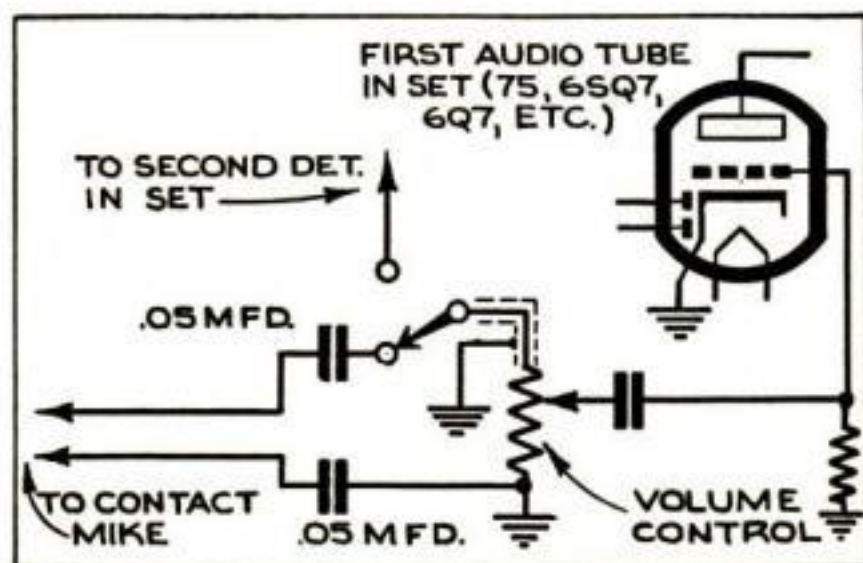 FIRST AUDIO TUBE
IN SET (75, 6SQ7,
6Q7, ETC.)
TO SECOND DET.
IN SET
.05 MFD.
TO CONTACT
MIKE
.05 MFD.
VOLUME
CONTROL